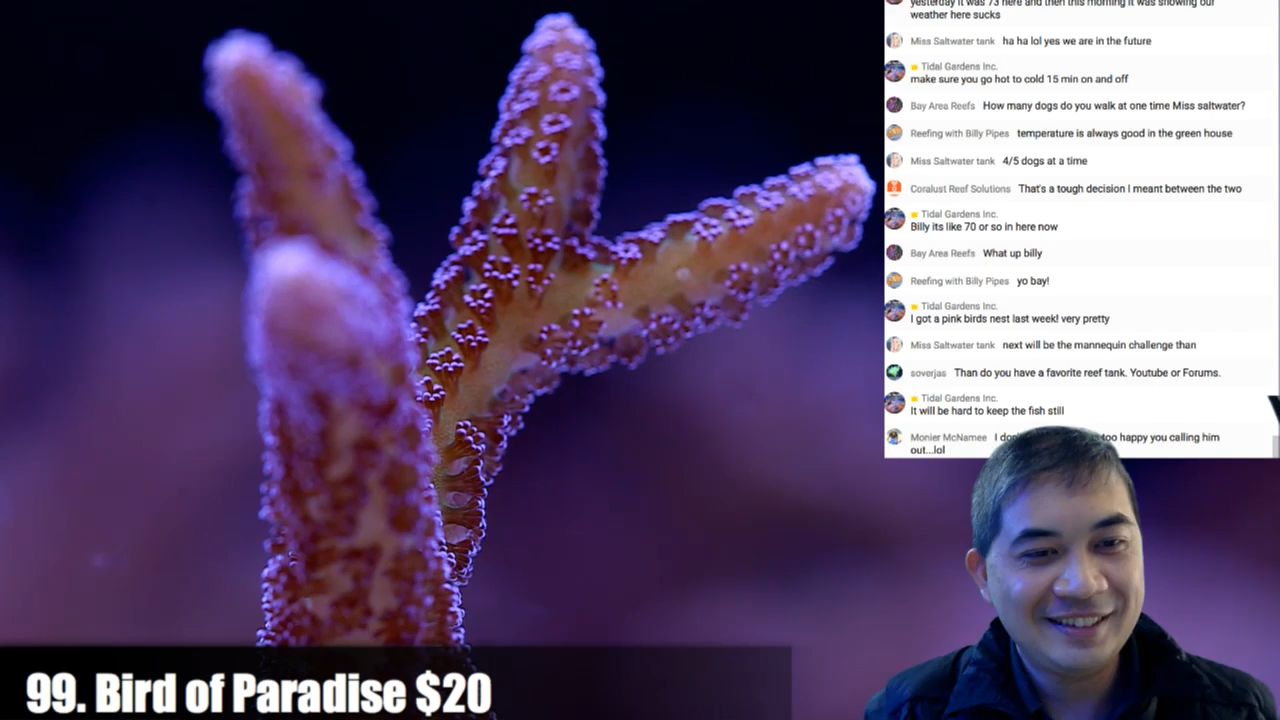 yesterday it was 73 here and then this morning it was snowing our
weather here sucks
Miss Saltwater tank ha ha lol yes we are in the future
Tidal Gardens Inc.
make sure you go hot to cold 15 min on and off
Bay Area Reefs How many dogs do you walk at one time Miss saltwater?
Reefing with Billy Pipes temperature is always good in the green house
Miss Saltwater tank 4/5 dogs at a time
Coralust Reef Solutions That's a tough decision I meant between the two
Tidal Gardens Inc.
Billy its like 70 or so in here now
Bay Area Reefs What up billy
Reefing with Billy Pipes yo bay!
Tidal Gardens Inc.
I got a pink birds nest last week! very pretty
Miss Saltwater tank next will be the mannequin challenge than
soverjas Than do you have a favorite reef tank. Youtube or Forums.
Tidal Gardens Inc.
It will be hard to keep the fish still
Monier McNamee I too happy you calling him
out...lol
99. Bird of Paradise $20